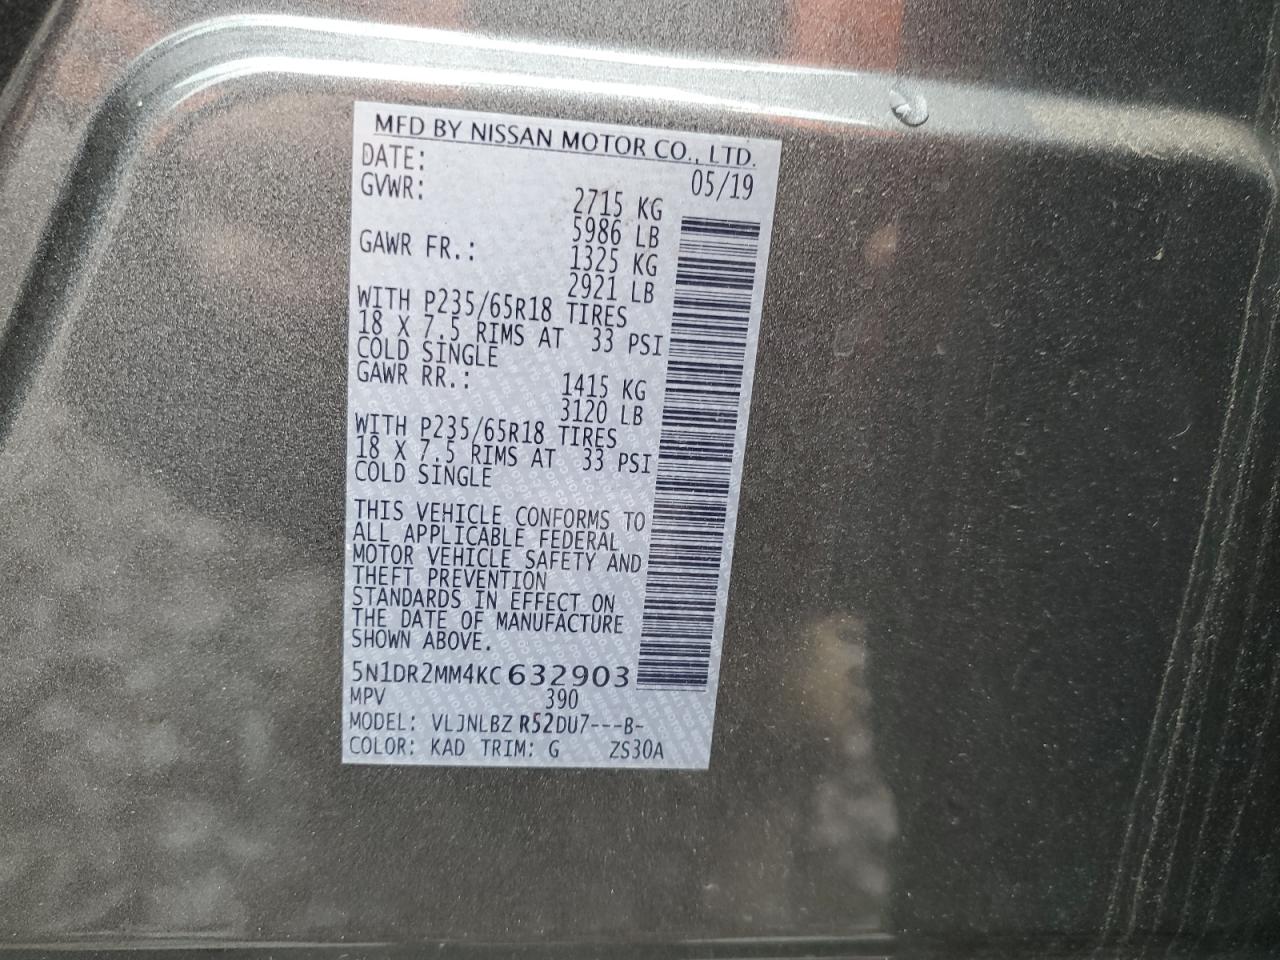 MFD BY NISSAN MOTOR CO., LTD.
DATE: 05/19
GVWR: 2715 KG
5986 LB
GAWR FR.: 1325 KG
2921 LB
WITH P235/65R18 TIRES
18 X 7.5 RIMS AT 33 PSI
COLD SINGLE
GAWR RR.: 1415 KG
3120 LB
WITH P235/65R18 TIRES
18 X 7.5 RIMS AT 33 PSI
COLD SINGLE
THIS VEHICLE CONFORMS TO
ALL APPLICABLE FEDERAL
MOTOR VEHICLE SAFETY AND
THEFT PREVENTION
STANDARDS IN EFFECT ON
THE DATE OF MANUFACTURE
SHOWN ABOVE.
5N1DR2MM4KC632903
MPV 390
MODEL: VLJNLBZ R52DU7---B-
COLOR: KAD TRIM: G ZS30A